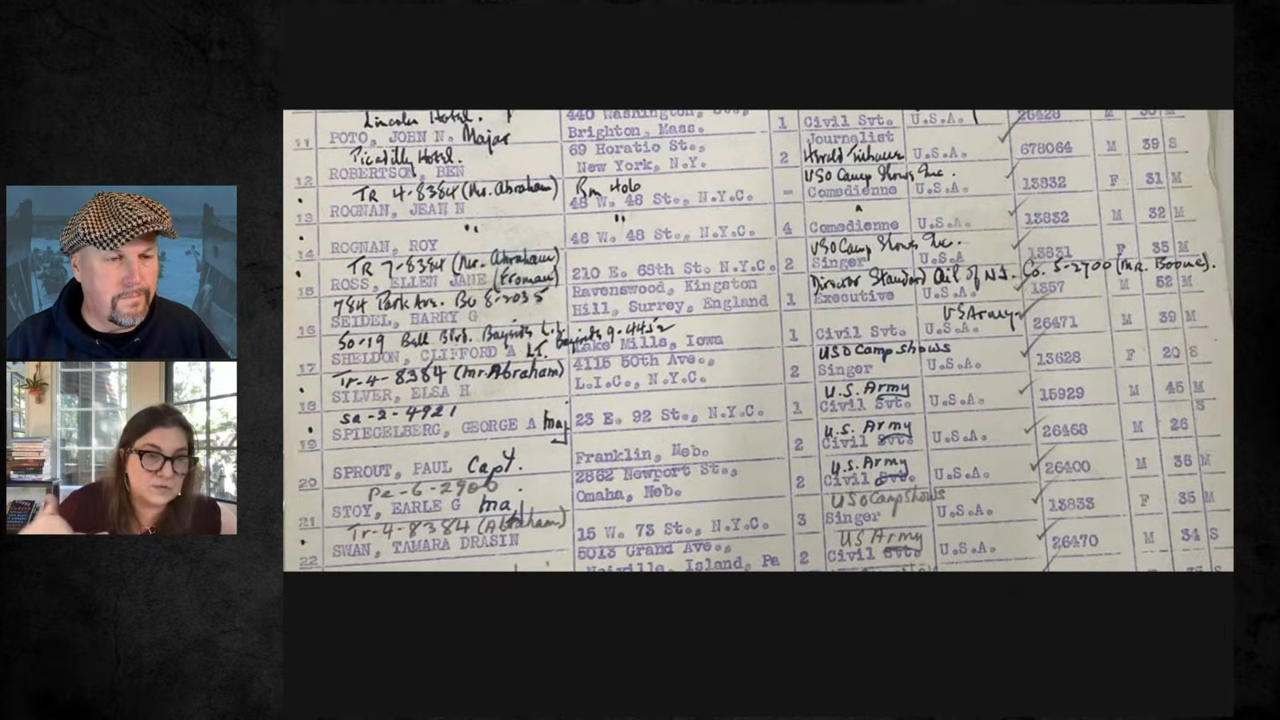 Lincoln Hotel.
440 Washington,
11 POTO, JOHN N. Major Brighton, Mass. 1 Civil Svt. U.S.A. 26428 M
Picadilly Hotel. 69 Horatio St., Journalist
12 ROBERTSON, BEN New York, N.Y. 2 Herald Tribune U.S.A. 678064 M 39 S
TR 4-8384 (Mr. Abraham) USO Camp Shows Inc.
13 ROGNAN, JEAN N 48 W. 48 St., N.Y.C. - Comedienne U.S.A. 13832 F 31 M
" "
14 ROGNAN, ROY 48 W. 48 St., N.Y.C. 4 Comedienne U.S.A. 13832 M 32 M
TR 7-8384 (Mr. Abraham) USO Camp Shows Inc.
15 ROSS, ELLEN JANE (Froman) 210 E. 68th St. N.Y.C. 2 Singer U.S.A 13831 F 35 M
784 Park Ave. Bu 8-2035 Ravenswood, Kingston Director Standard Oil of N.J. Co. 5-2700 (Mr. Boone).
16 SEIDEL, HARRY G Hill, Surrey, England 1 Executive U.S.A. 1357 M 52 M
50-19 Bell Blvd. Bayside L.I. Bayside 9-4452 US Army
17 SHELDON, CLIFFORD A Lt. Lake Mills, Iowa 1 Civil Svt. U.S.A. 26471 M 39 M
Tr-4-8384 (Mr. Abraham) 4115 50th Ave., USO Camp shows
18 SILVER, ELSA H L.I.C., N.Y.C. 2 Singer U.S.A. 13628 F 20 S
sa-2-4921 U.S. Army
19 SPIEGELBERG, GEORGE A maj 23 E. 92 St., N.Y.C. 1 Civil Svt. U.S.A. 15929 M 45 M
U.S. Army
20 SPROUT, PAUL Capt. Franklin, Neb. 2 Civil Svt. U.S.A. 26468 M 26 S
Pe-6-2906 2862 Newport St., U.S. Army
21 STOY, EARLE G maj Omaha, Neb. 2 Civil Svt. U.S.A. 26400 M 36 M
Tr-4-8384 (Abraham) USO Camp Shows
22 SWAN, TAMARA DRASIN 15 W. 73 St., N.Y.C. 3 Singer U.S.A. 13833 F 35 M
5013 Grand Ave., US Army
Island, Pa 2 Civil Svt. U.S.A. 26470 M 34 S